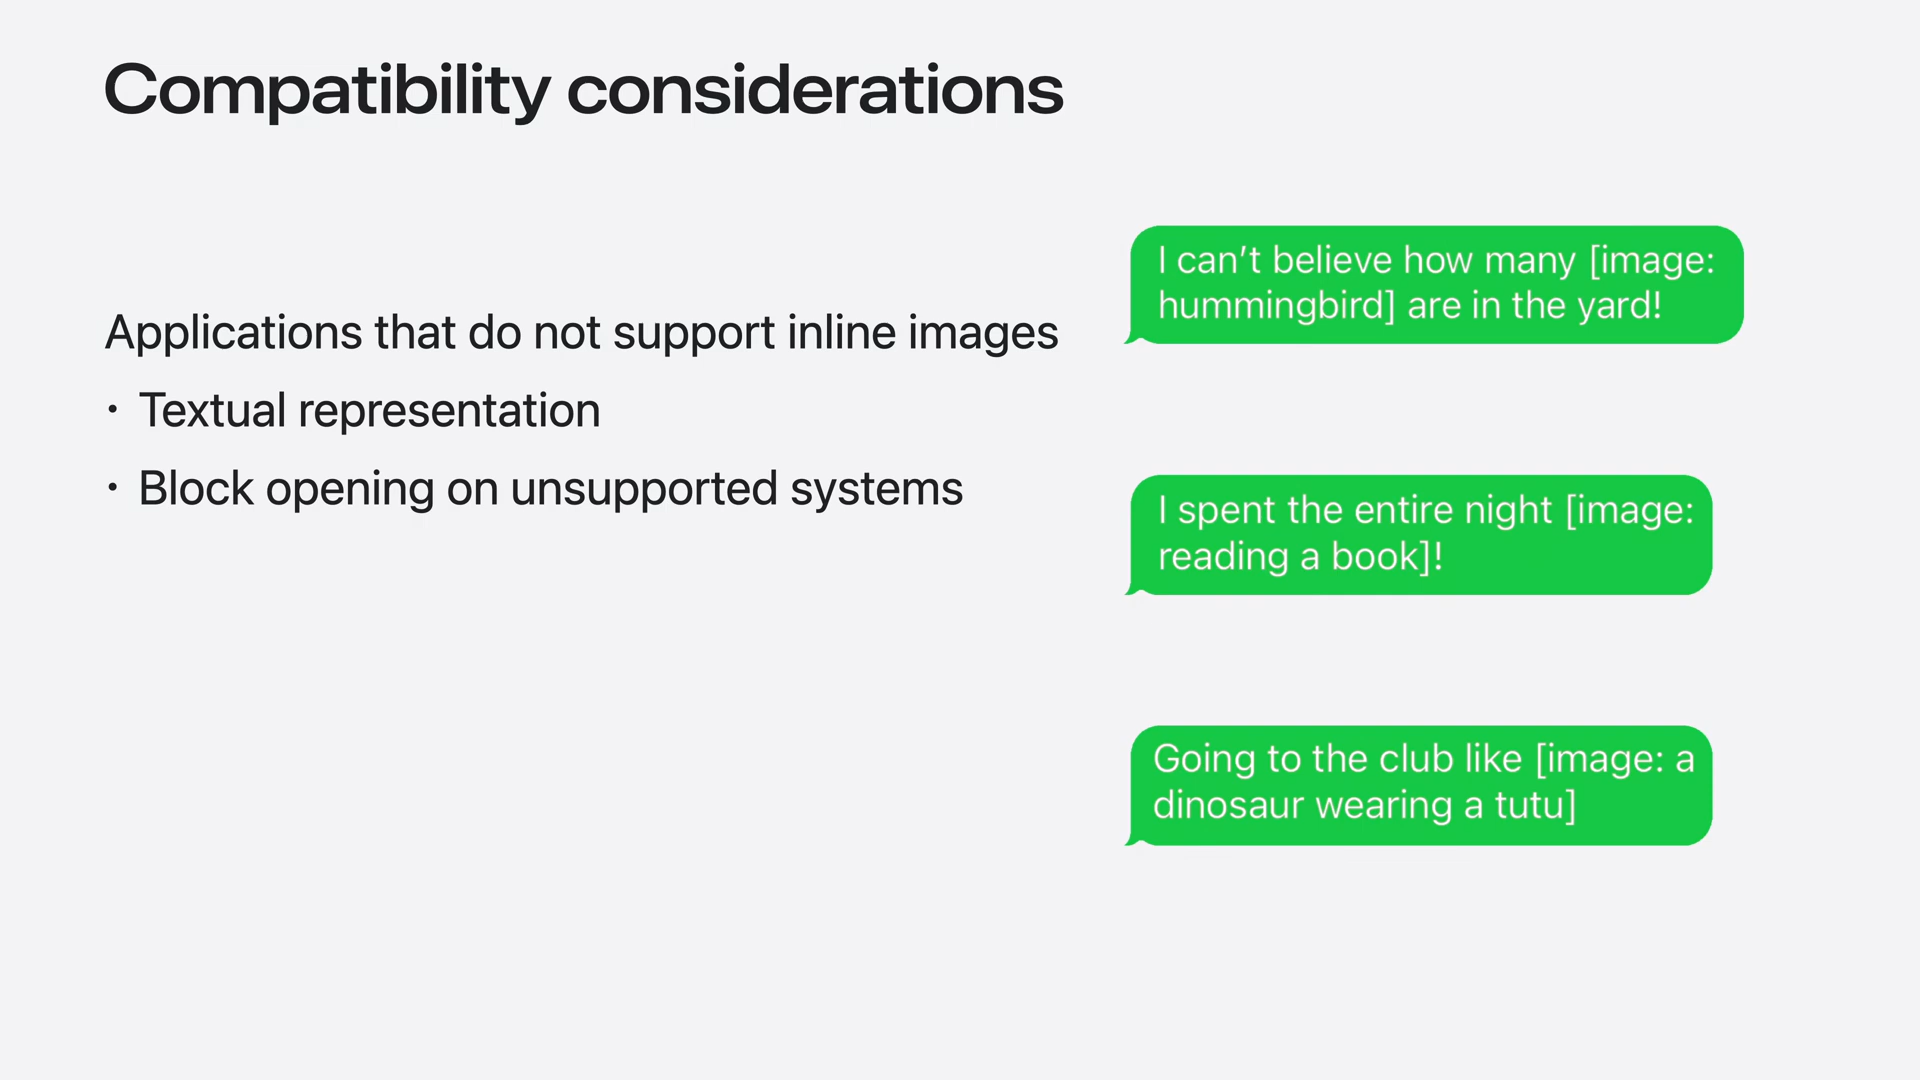 Compatibility considerations
Applications that do not support inline images
• Textual representation
• Block opening on unsupported systems
I can’t believe how many [image:
hummingbird] are in the yard!
I spent the entire night [image:
reading a book]!
Going to the club like [image: a
dinosaur wearing a tutu]